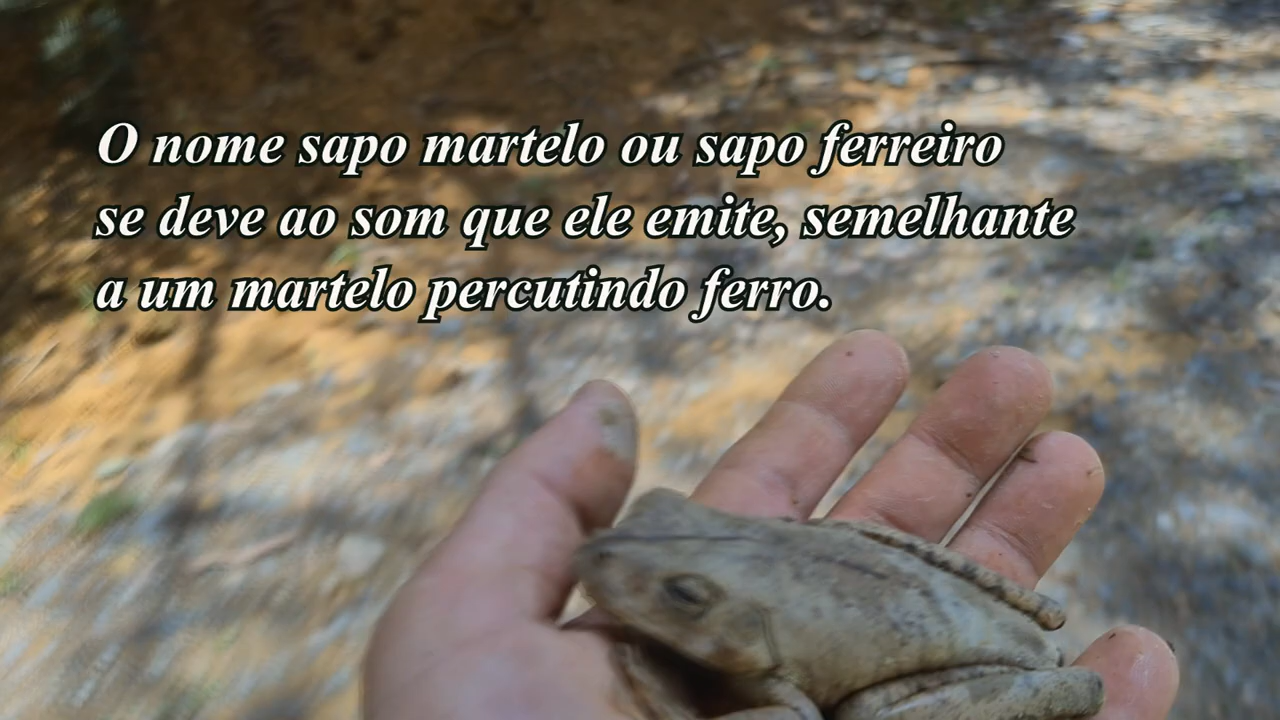 O nome sapo martelo ou sapo ferreiro
se deve ao som que ele emite, semelhante
a um martelo percutindo ferro.